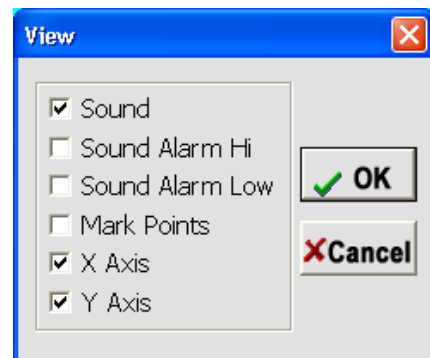 View
Sound
Sound Alarm Hi
Sound Alarm Low
Mark Points
X Axis
Y Axis
OK
Cancel